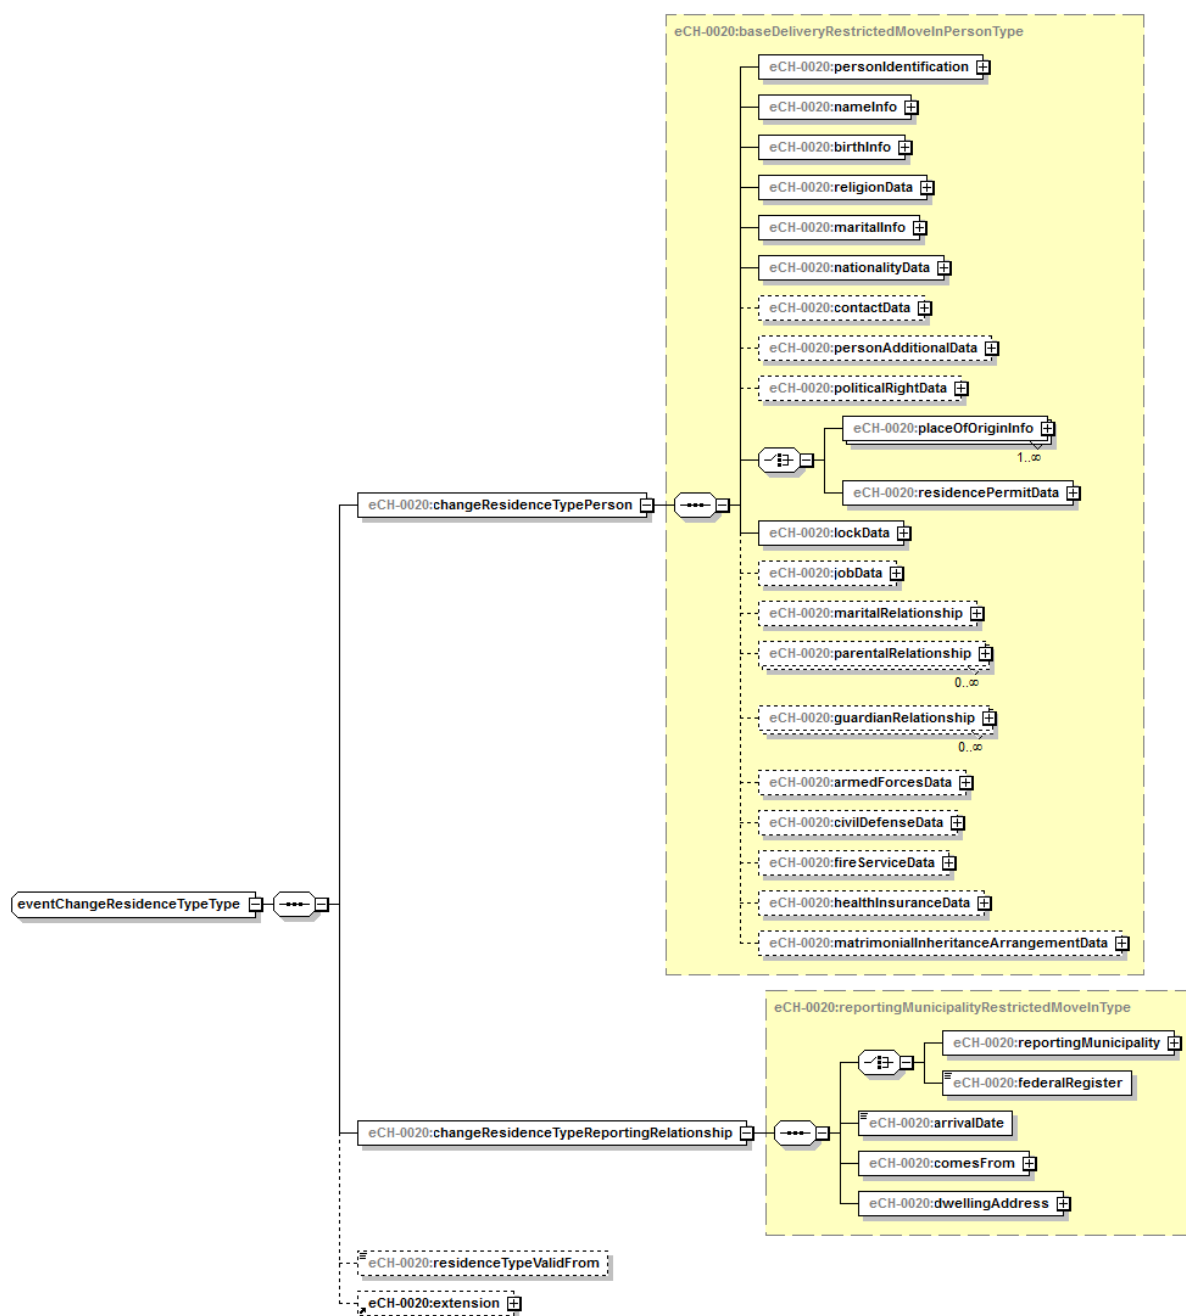 eCH-0020:baseDeliveryRestrictedMoveInPersonType
eCH-0020:personIdentification
eCH-0020:nameInfo
eCH-0020:birthInfo
eCH-0020:religionData
eCH-0020:maritalInfo
eCH-0020:nationalityData
eCH-0020:contactData
eCH-0020:personAdditionalData
eCH-0020:politicalRightData
eCH-0020:placeOfOriginInfo
1..∞
eCH-0020:residencePermitData
eCH-0020:changeResidenceTypePerson
eCH-0020:lockData
eCH-0020:jobData
eCH-0020:maritalRelationship
eCH-0020:parentalRelationship
0..∞
eCH-0020:guardianRelationship
0..∞
eCH-0020:armedForcesData
eCH-0020:civilDefenseData
eCH-0020:fireServiceData
eCH-0020:healthInsuranceData
eCH-0020:matrimonialInheritanceArrangementData
eventChangeResidenceTypeType
eCH-0020:reportingMunicipalityRestrictedMoveInType
eCH-0020:reportingMunicipality
eCH-0020:federalRegister
eCH-0020:arrivalDate
eCH-0020:changeResidenceTypeReportingRelationship
eCH-0020:comesFrom
eCH-0020:dwellingAddress
eCH-0020:residenceTypeValidFrom
eCH-0020:extension